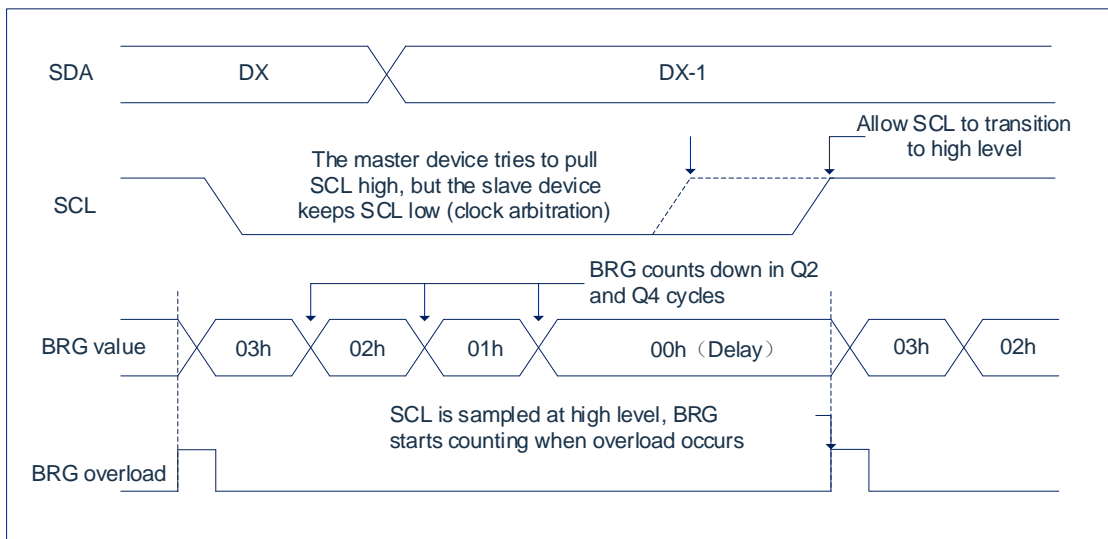 SDA
DX
DX-1
Allow SCL to transition
to high level
The master device tries to pull
SCL high, but the slave device
keeps SCL low (clock arbitration)
SCL
BRG counts down in Q2
and Q4 cycles
BRG value
03h
02h
01h
00h（Delay）
03h
02h
SCL is sampled at high level, BRG
starts counting when overload occurs
BRG overload